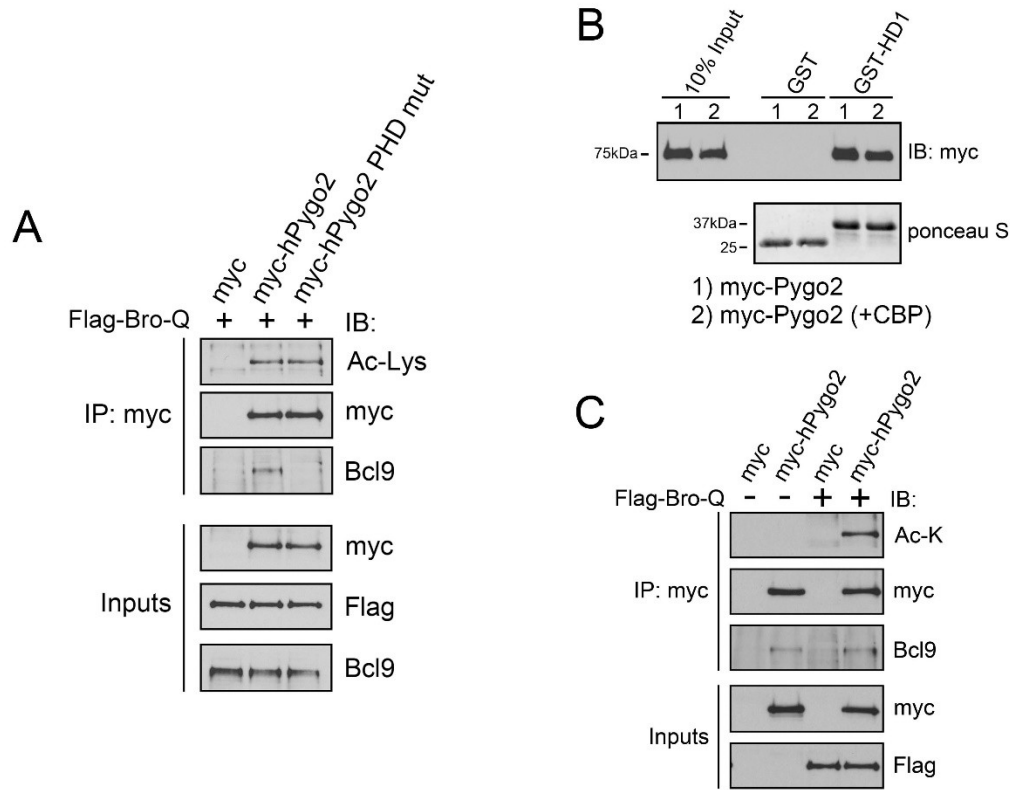 A
myc
myc-hPygo2
myc-hPygo2 PHD mut
Flag-Bro-Q + + + IB:
Ac-Lys
IP: myc
myc
Bcl9
myc
Inputs
Flag
Bcl9
B
10% Input
GST
GST-HD1
1 2 1 2 1 2
75kDa
IB: myc
37kDa
25
ponceau S
1) myc-Pygo2
2) myc-Pygo2 (+CBP)
C
myc
myc-hPygo2
myc
myc-hPygo2
Flag-Bro-Q - - + + IB:
Ac-K
IP: myc
myc
Bcl9
myc
Inputs
Flag